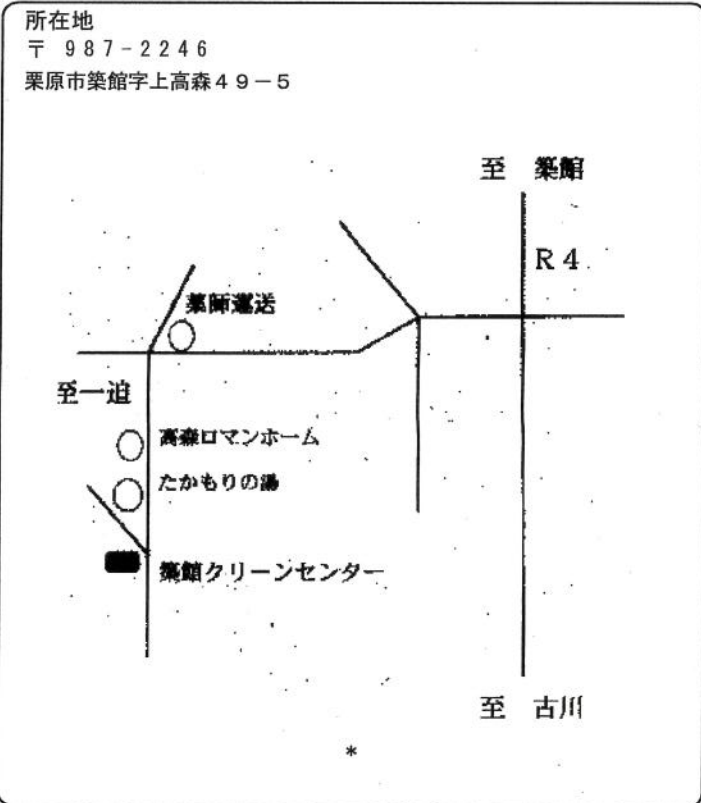 所在地
〒 987-2246
栗原市築館字上高森49-5
至 築館
R4
薬師運送
至一迫
高森ロマンホーム
たかもりの湯
築館クリーンセンター
至 古川
*